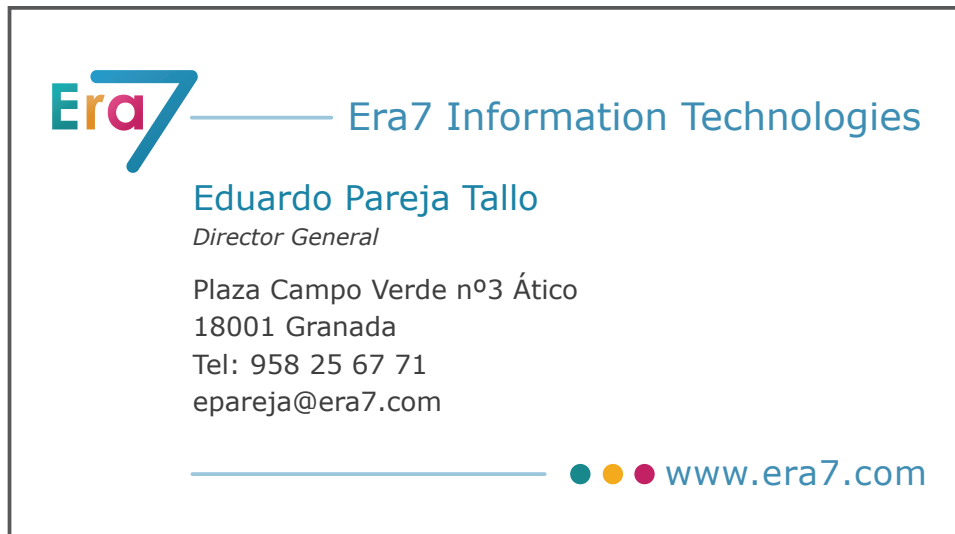 Era7
Era7 Information Technologies
Eduardo Pareja Tallo
Director General
Plaza Campo Verde nº3 Ático
18001 Granada
Tel: 958 25 67 71
epareja@era7.com
www.era7.com